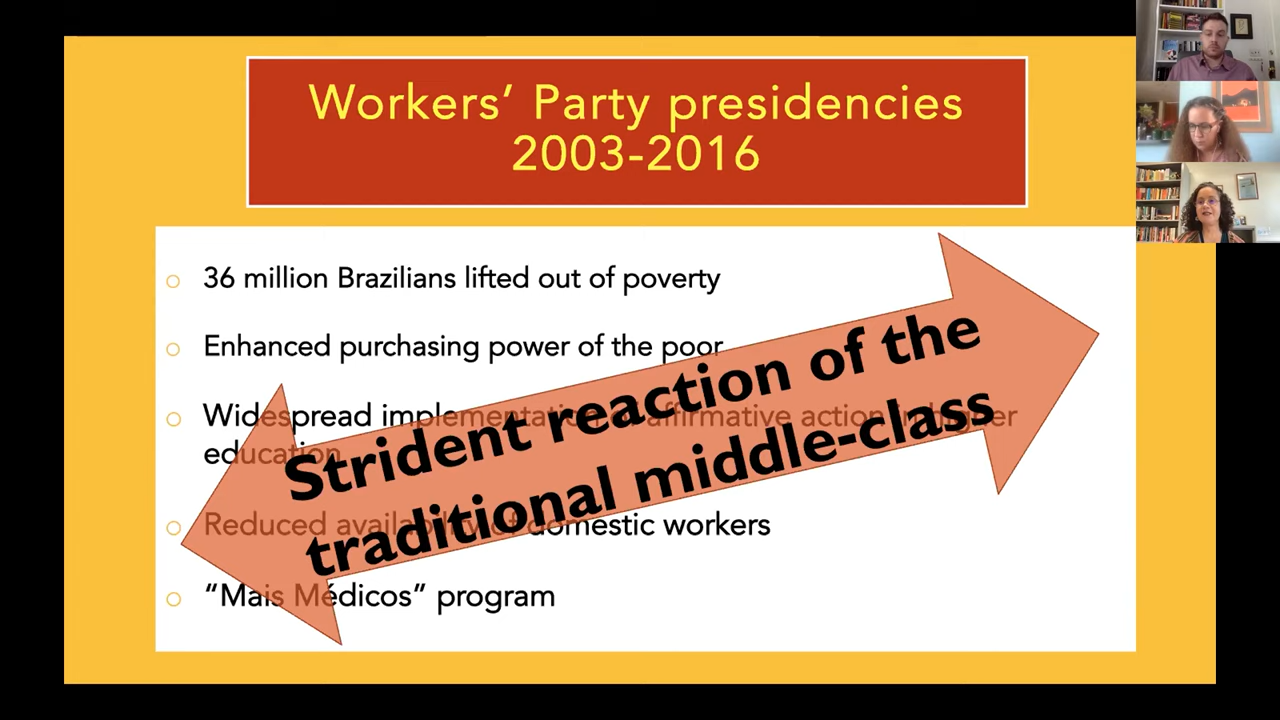 Workers’ Party presidencies
2003-2016
36 million Brazilians lifted out of poverty
Enhanced purchasing power of the poor
Widespread implementation of affirmative action in higher
education
Reduced availability of domestic workers
“Mais Médicos” program
Strident reaction of the
traditional middle-class